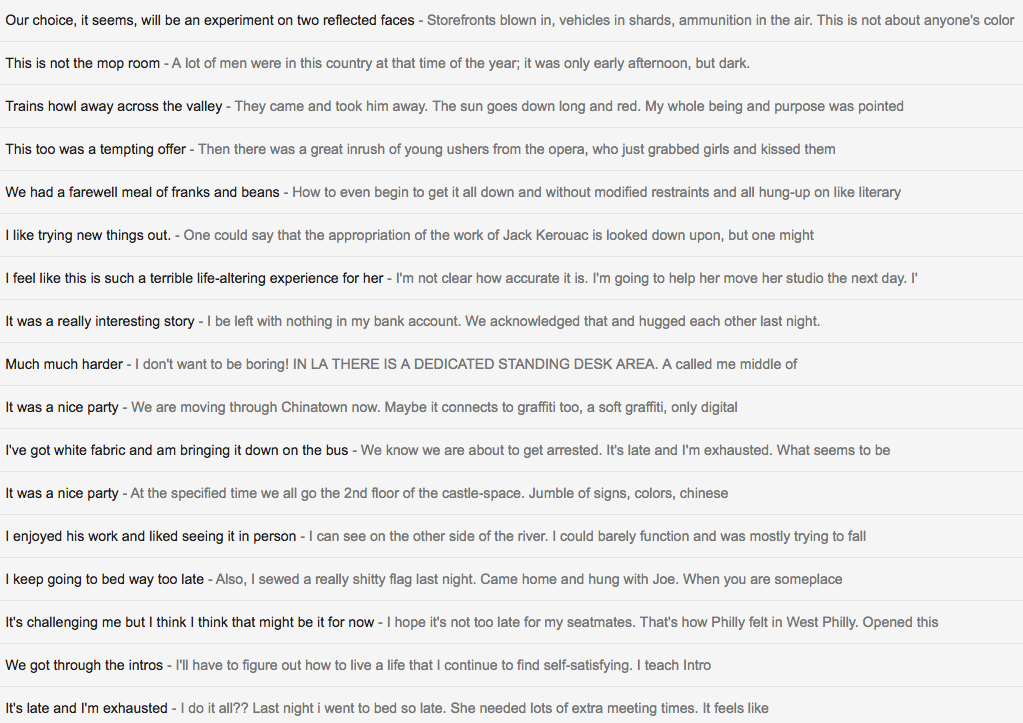 Our choice, it seems, will be an experiment on two reflected faces - Storefronts blown in, vehicles in shards, ammunition in the air. This is not about anyone's color
This is not the mop room - A lot of men were in this country at that time of the year; it was only early afternoon, but dark.
Trains howl away across the valley - They came and took him away. The sun goes down long and red. My whole being and purpose was pointed
This too was a tempting offer - Then there was a great inrush of young ushers from the opera, who just grabbed girls and kissed them
We had a farewell meal of franks and beans - How to even begin to get it all down and without modified restraints and all hung-up on like literary
I like trying new things out. - One could say that the appropriation of the work of Jack Kerouac is looked down upon, but one might
I feel like this is such a terrible life-altering experience for her - I'm not clear how accurate it is. I'm going to help her move her studio the next day. I'
It was a really interesting story - I be left with nothing in my bank account. We acknowledged that and hugged each other last night.
Much much harder - I don't want to be boring! IN LA THERE IS A DEDICATED STANDING DESK AREA. A called me middle of
It was a nice party - We are moving through Chinatown now. Maybe it connects to graffiti too, a soft graffiti, only digital
I've got white fabric and am bringing it down on the bus - We know we are about to get arrested. It's late and I'm exhausted. What seems to be
It was a nice party - At the specified time we all go the 2nd floor of the castle-space. Jumble of signs, colors, chinese
I enjoyed his work and liked seeing it in person - I can see on the other side of the river. I could barely function and was mostly trying to fall
I keep going to bed way too late - Also, I sewed a really shitty flag last night. Came home and hung with Joe. When you are someplace
It's challenging me but I think I think that might be it for now - I hope it's not too late for my seatmates. That's how Philly felt in West Philly. Opened this
We got through the intros - I'll have to figure out how to live a life that I continue to find self-satisfying. I teach Intro
It's late and I'm exhausted - I do it all?? Last night i went to bed so late. She needed lots of extra meeting times. It feels like